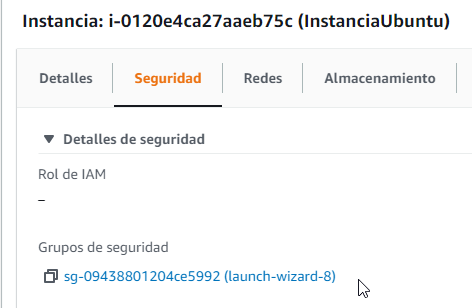 Instancia: i-0120e4ca27aaeb75c (InstanciaUbuntu)
Detalles Seguridad Redes Almacenamiento
Detalles de seguridad
Rol de IAM
–
Grupos de seguridad
sg-09438801204ce5992 (launch-wizard-8)